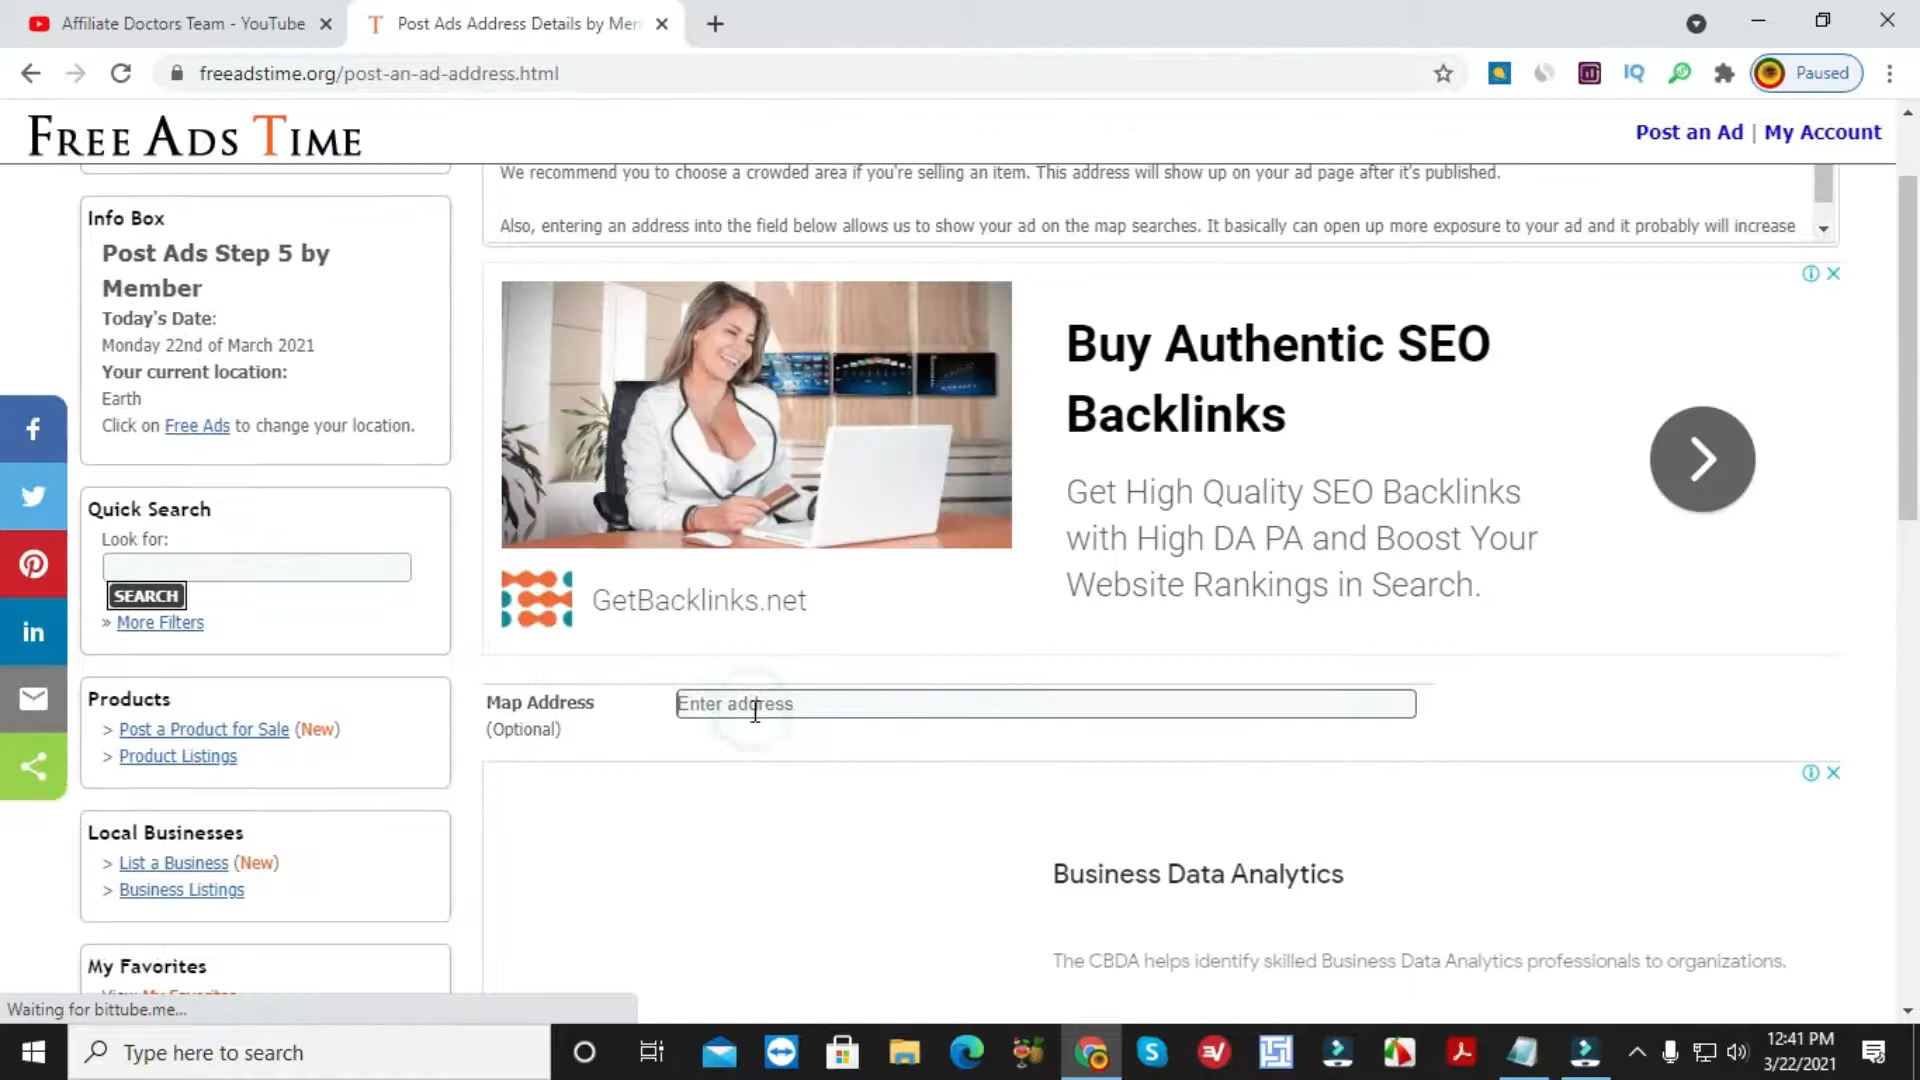 Affiliate Doctors Team - YouTube
Post Ads Address Details by Mem
freeadstime.org/post-an-ad-address.html
IQ
Paused
FREE ADS TIME
Post an Ad | My Account
We recommend you to choose a crowded area if you're selling an item. This address will show up on your ad page after it's published.
Also, entering an address into the field below allows us to show your ad on the map searches. It basically can open up more exposure to your ad and it probably will increase
Info Box
Post Ads Step 5 by
Member
Today's Date:
Monday 22nd of March 2021
Your current location:
Earth
Click on Free Ads to change your location.
Quick Search
Look for:
SEARCH
» More Filters
Products
> Post a Product for Sale (New)
> Product Listings
Local Businesses
> List a Business (New)
> Business Listings
My Favorites
Buy Authentic SEO
Backlinks
Get High Quality SEO Backlinks
with High DA PA and Boost Your
Website Rankings in Search.
GetBacklinks.net
Map Address
(Optional)
Enter address
Business Data Analytics
The CBDA helps identify skilled Business Data Analytics professionals to organizations.
Waiting for bittube.me...
Type here to search
12:41 PM
3/22/2021